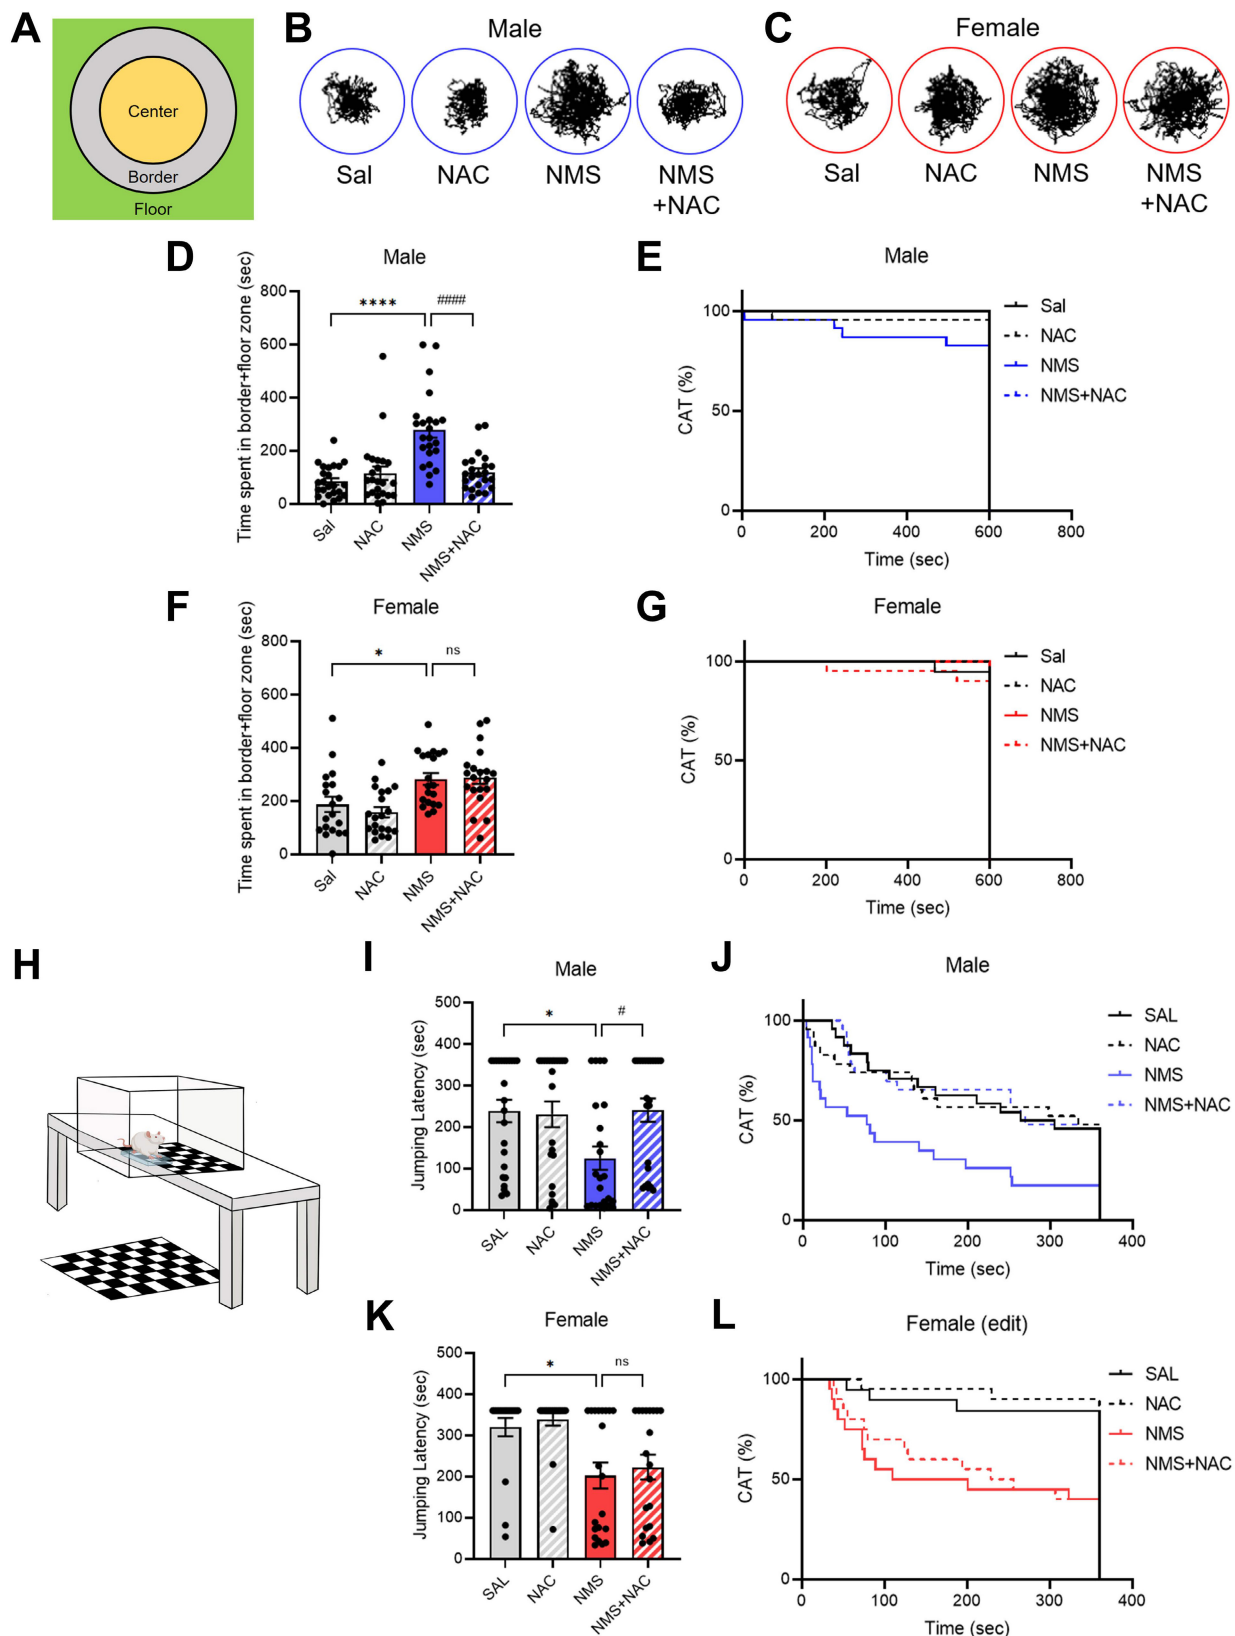 A
Center
Border
Floor
B
Male
Sal
NAC
NMS
NMS
+NAC
C
Female
Sal
NAC
NMS
NMS
+NAC
D
Male
Time spent in border+floor zone (sec)
800
600
400
200
0
****
####
Sal
NAC
NMS
NMS+NAC
E
Male
CAT (%)
100
50
0
0
200
400
600
800
Time (sec)
Sal
NAC
NMS
NMS+NAC
F
Female
Time spent in border+floor zone (sec)
800
600
400
200
0
*
ns
Sal
NAC
NMS
NMS+NAC
G
Female
CAT (%)
100
50
0
0
200
400
600
800
Time (sec)
Sal
NAC
NMS
NMS+NAC
H
I
Male
Jumping Latency (sec)
500
400
300
200
100
0
*
#
SAL
NAC
NMS
NMS+NAC
J
Male
CAT (%)
100
50
0
0
100
200
300
400
Time (sec)
SAL
NAC
NMS
NMS+NAC
K
Female
Jumping Latency (sec)
500
400
300
200
100
0
*
ns
SAL
NAC
NMS
NMS+NAC
L
Female (edit)
CAT (%)
100
50
0
0
100
200
300
400
Time (sec)
SAL
NAC
NMS
NMS+NAC